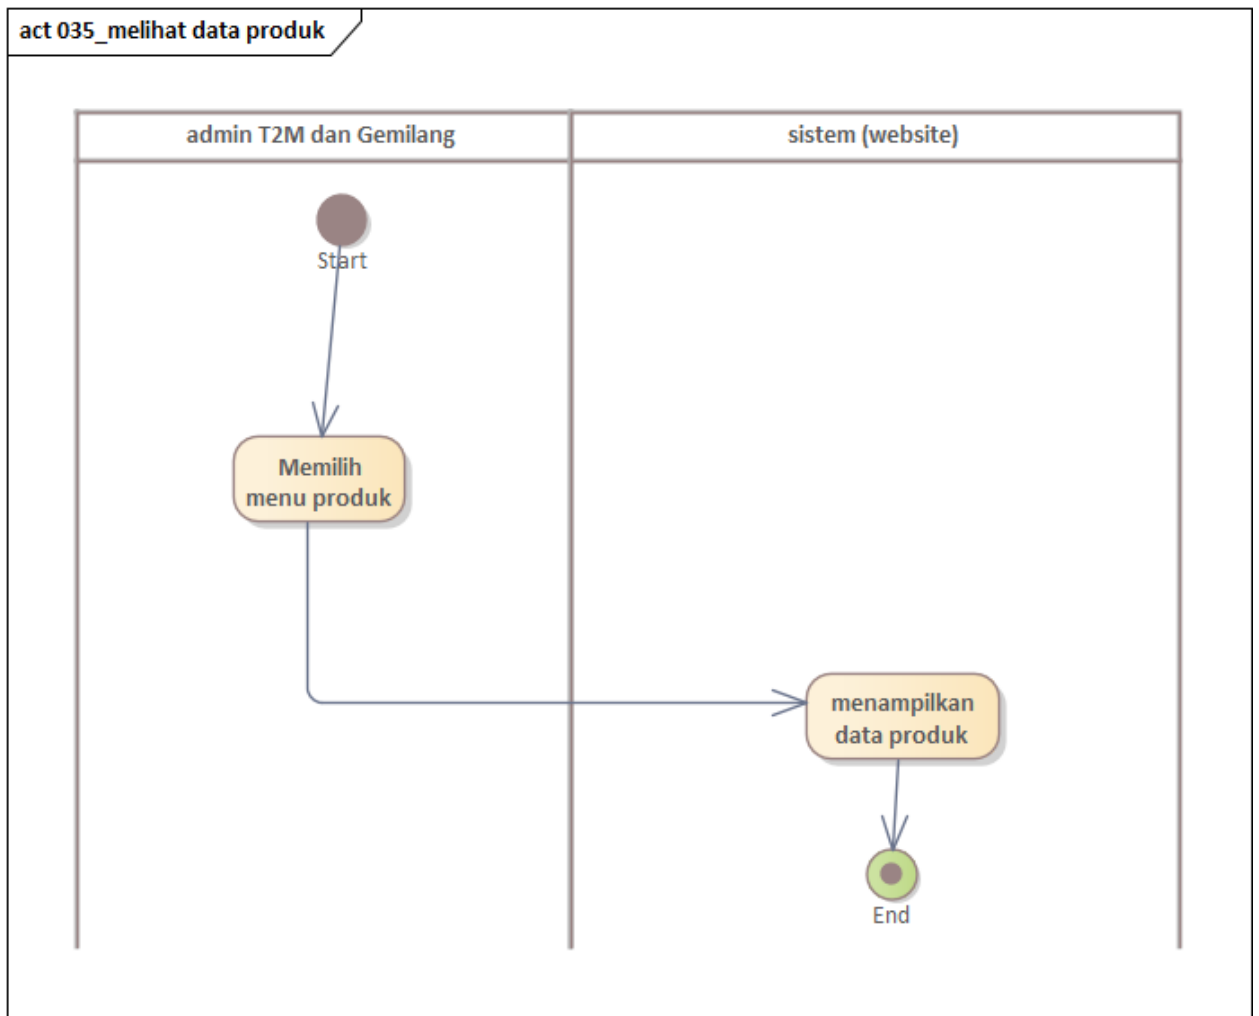 act 035_melihat data produk
admin T2M dan Gemilang
sistem (website)
Start
Memilih
menu produk
menampilkan
data produk
End